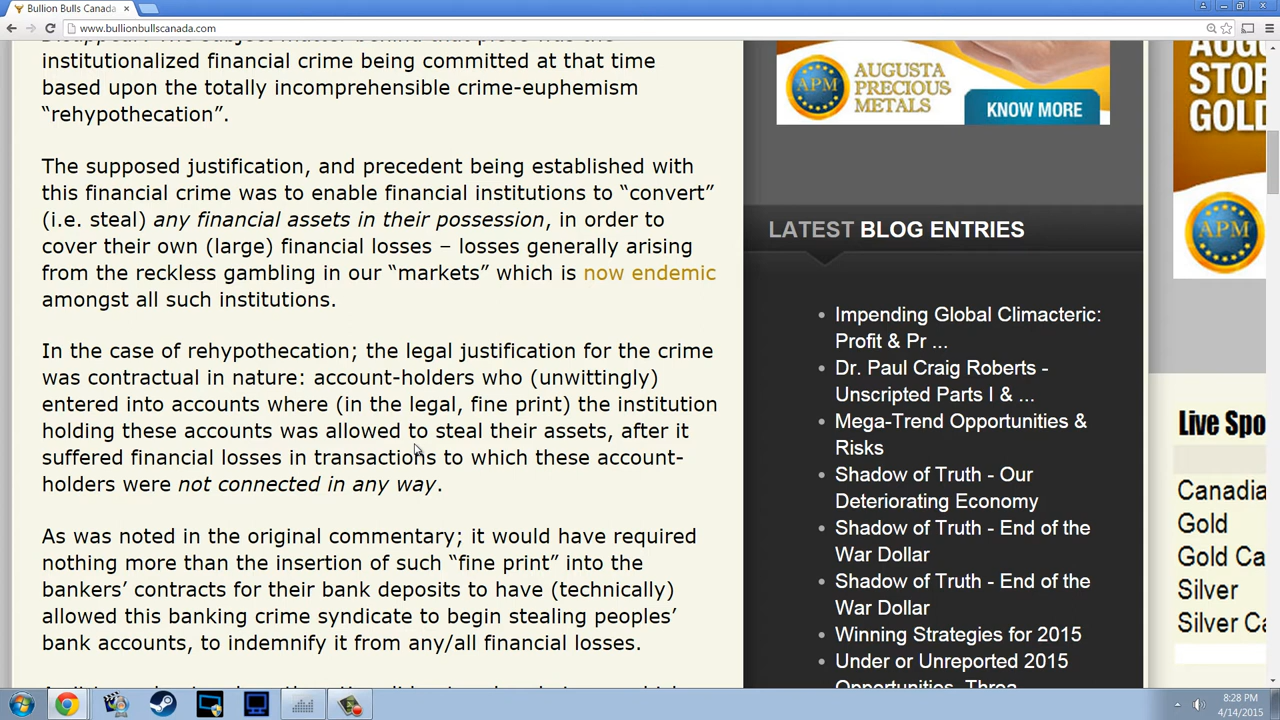 Bullion Bulls Canada
www.bullionbullscanada.com
institutionalized financial crime being committed at that time
based upon the totally incomprehensible crime-euphemism
“rehypothecation”.
The supposed justification, and precedent being established with
this financial crime was to enable financial institutions to “convert”
(i.e. steal) any financial assets in their possession, in order to
cover their own (large) financial losses – losses generally arising
from the reckless gambling in our “markets” which is now endemic
amongst all such institutions.
In the case of rehypothecation; the legal justification for the crime
was contractual in nature: account-holders who (unwittingly)
entered into accounts where (in the legal, fine print) the institution
holding these accounts was allowed to steal their assets, after it
suffered financial losses in transactions to which these account-
holders were not connected in any way.
As was noted in the original commentary; it would have required
nothing more than the insertion of such “fine print” into the
bankers’ contracts for their bank deposits to have (technically)
allowed this banking crime syndicate to begin stealing peoples’
bank accounts, to indemnify it from any/all financial losses.
APM
AUGUSTA
PRECIOUS
METALS
KNOW MORE
LATEST BLOG ENTRIES
Impending Global Climacteric:
Profit & Pr ...
Dr. Paul Craig Roberts -
Unscripted Parts I & ...
Mega-Trend Opportunities &
Risks
Shadow of Truth - Our
Deteriorating Economy
Shadow of Truth - End of the
War Dollar
Shadow of Truth - End of the
War Dollar
Winning Strategies for 2015
Under or Unreported 2015
Opportunities, Threa
AUGU
STOR
GOLD
APM
Live Spo
Canadia
Gold
Gold Ca
Silver
Silver Ca
8:28 PM
4/14/2015